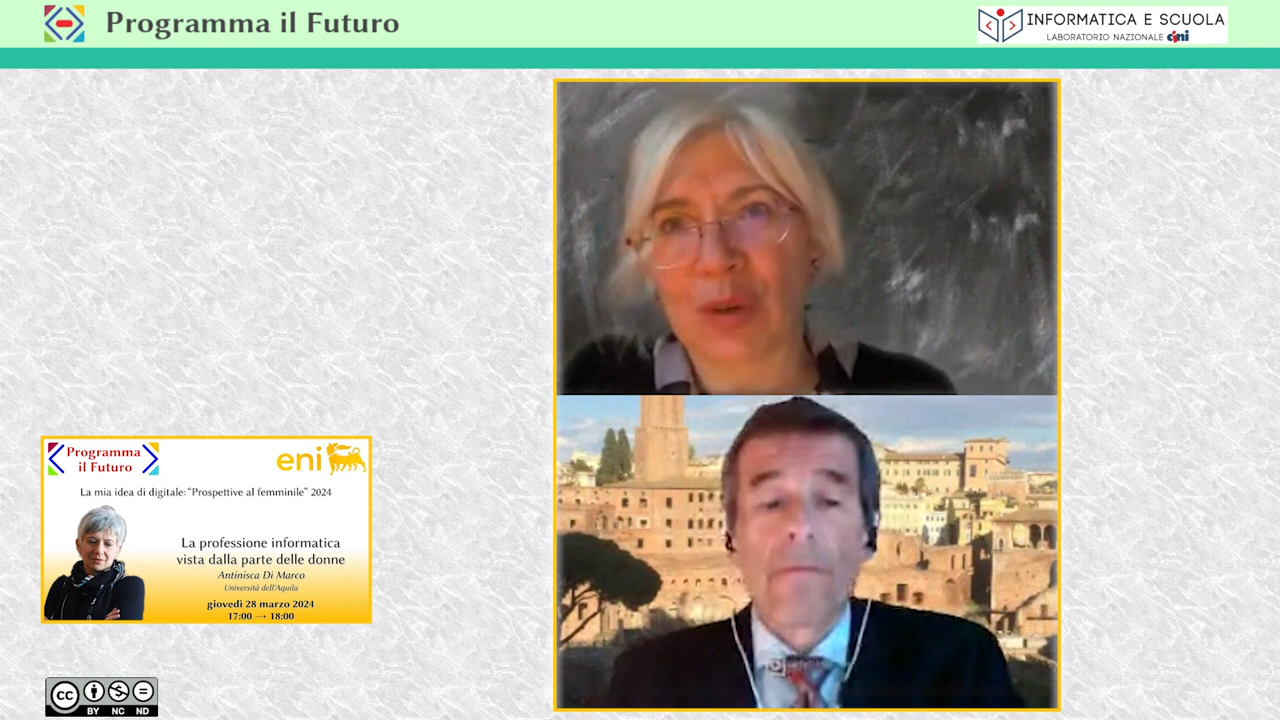 Programma il Futuro
INFORMATICA E SCUOLA
LABORATORIO NAZIONALE cini
Programma
il Futuro
eni
La mia idea di digitale: “Prospettive al femminile” 2024
La professione informatica
vista dalla parte delle donne
Antinisca Di Marco
Università dell'Aquila
giovedì 28 marzo 2024
17:00 → 18:00
cc
BY NC ND